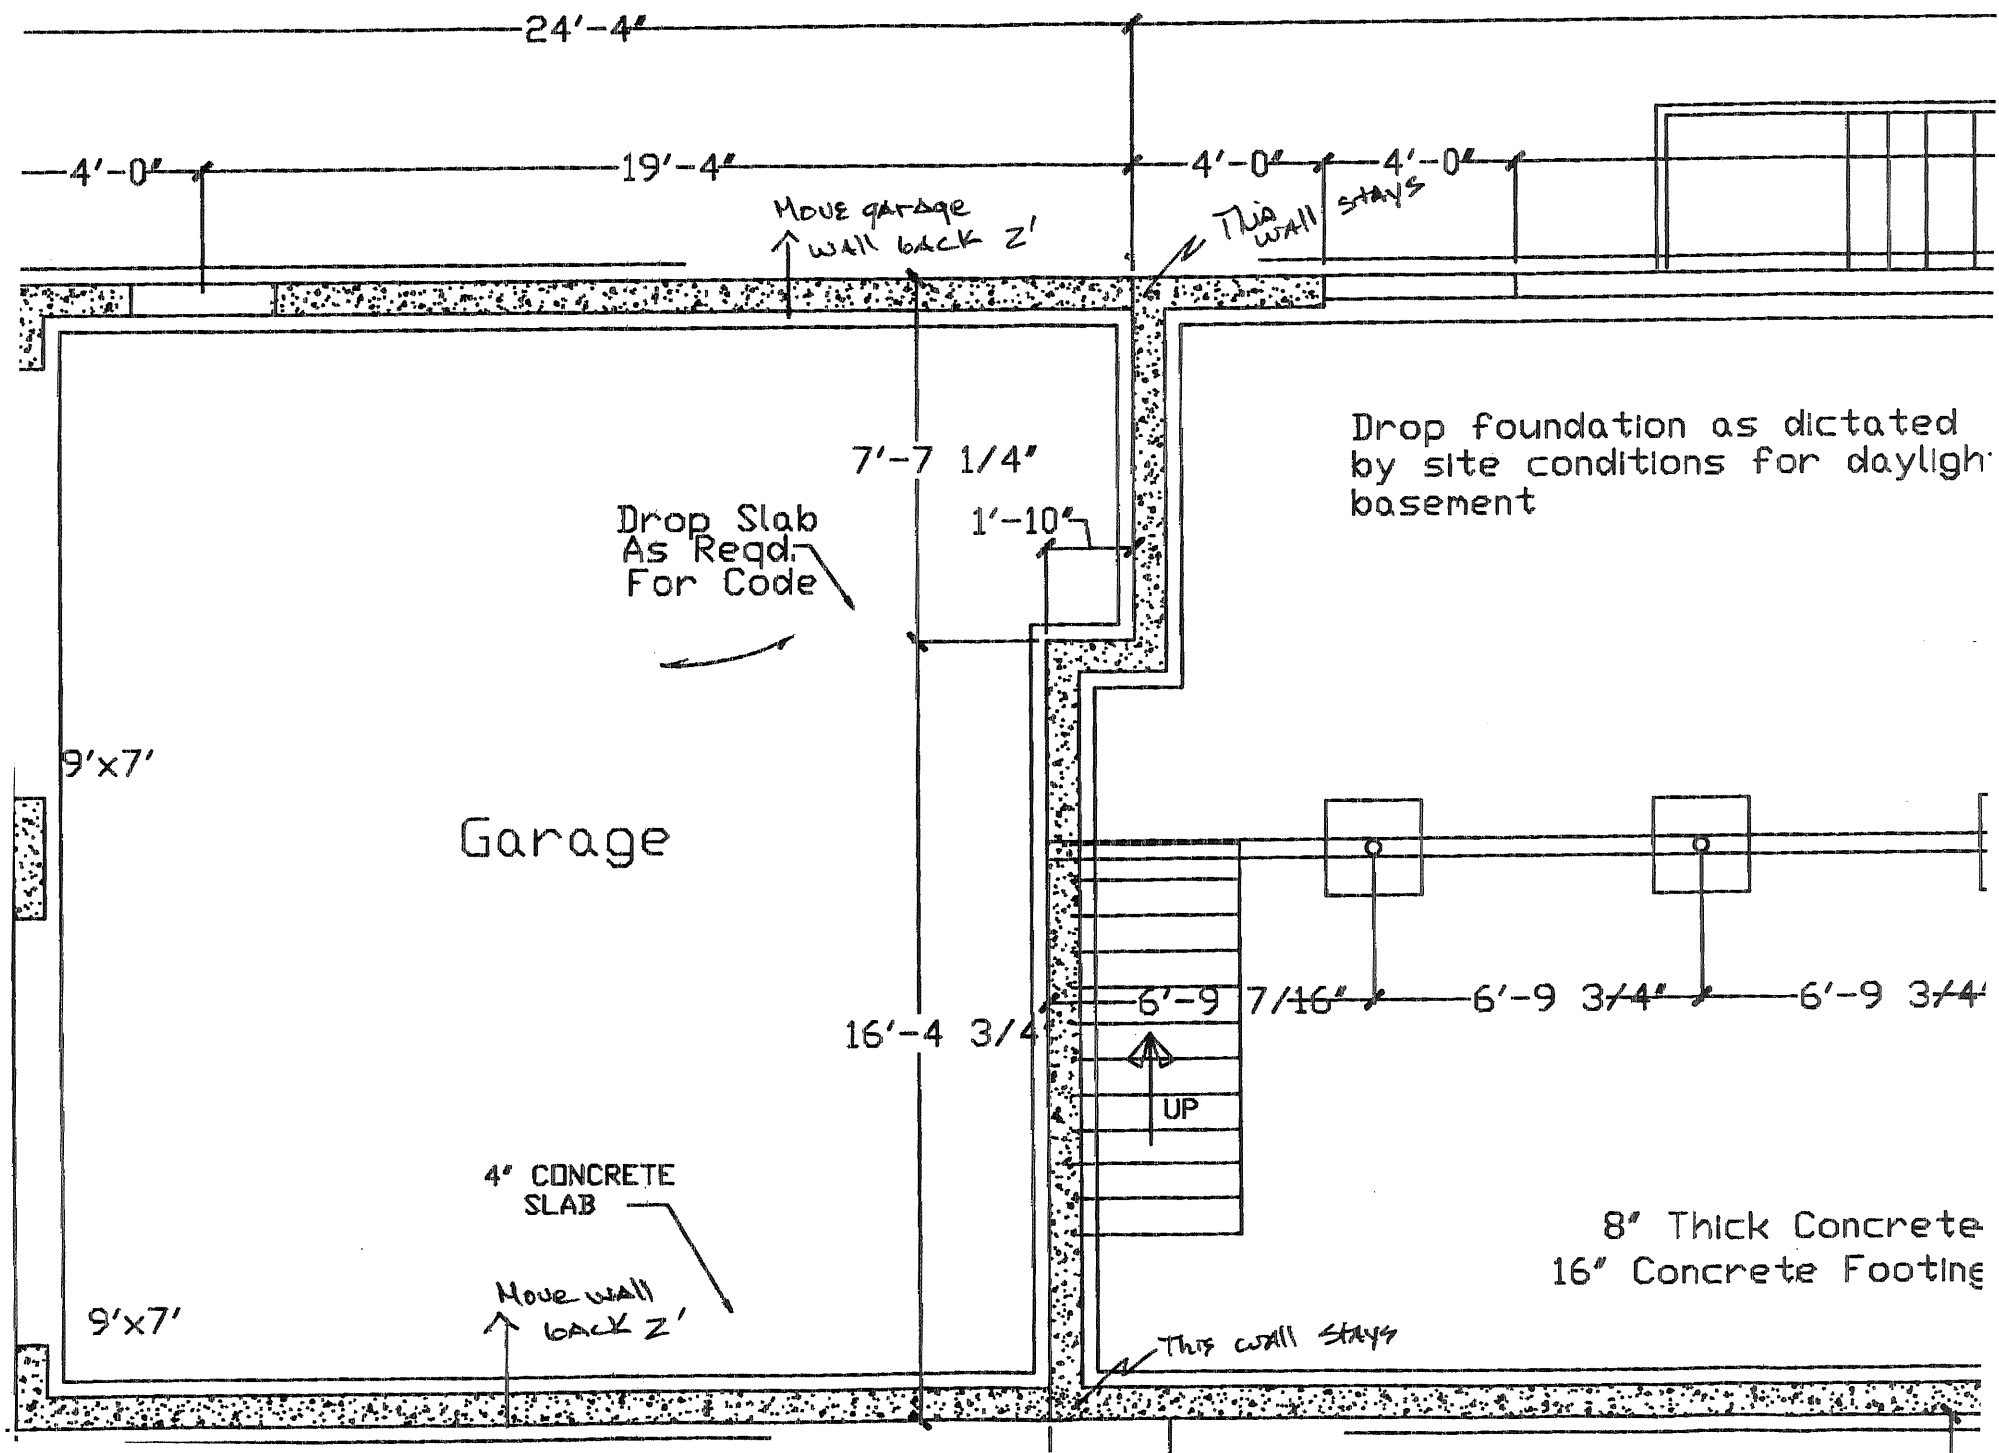 24'-4"
4'-0"
19'-4"
4'-0"
4'-0"
Move garage
wall back 2'
This
wall stays
7'-7 1/4"
1'-10"
Drop Slab
As Reqd.
For Code
Drop foundation as dictated
by site conditions for dayligh
basement
9'x7'
Garage
6'-9 7/16"
6'-9 3/4"
6'-9 3/4"
16'-4 3/4"
UP
4" CONCRETE
SLAB
8" Thick Concrete
16" Concrete Footing
Move wall
back 2'
9'x7'
This wall stays